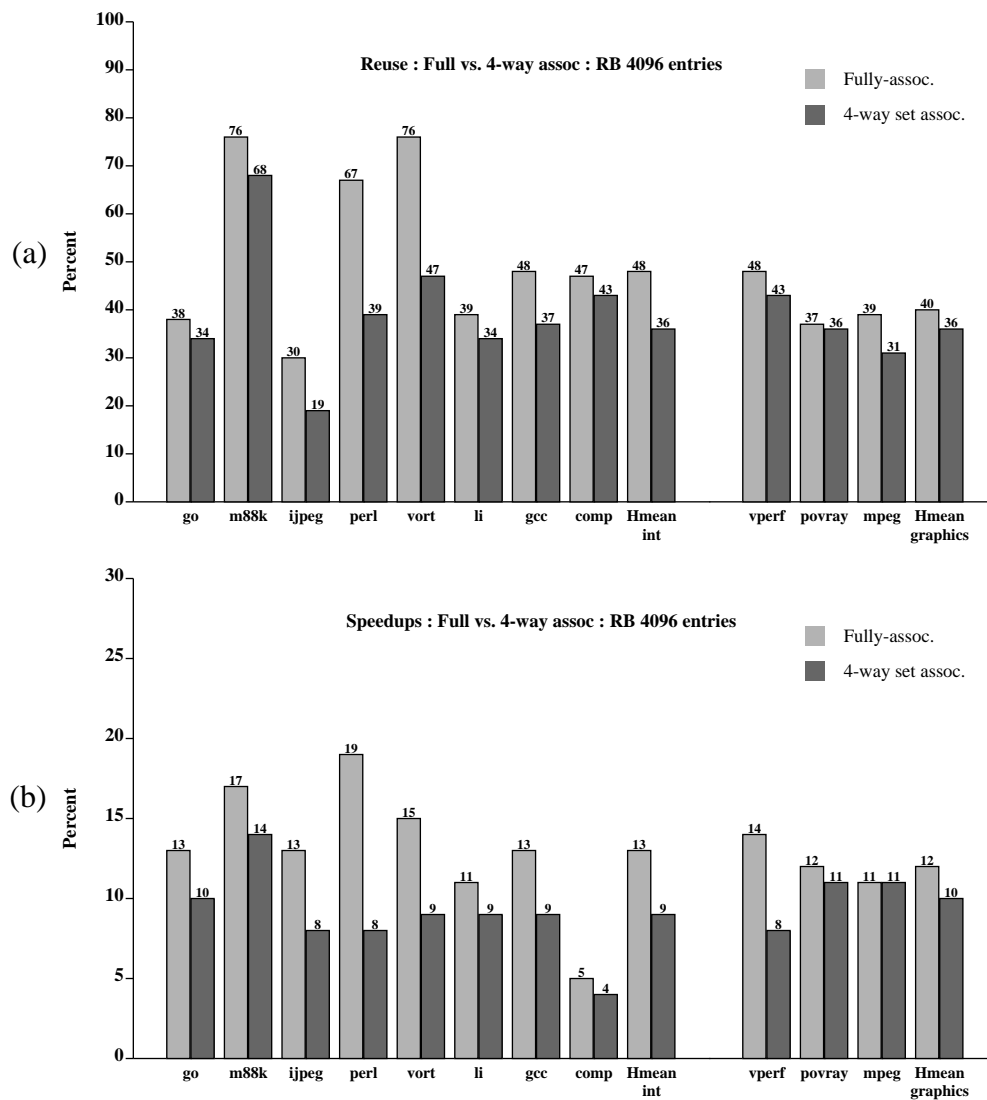 100
Reuse : Full vs. 4-way assoc : RB 4096 entries
90
Fully-assoc.
80
4-way set assoc.
76 76
70
68
67
60
(a)
Percent
50
48 47 48 47 43 48 48 43
40
38 34 39 39 34 37 36 37 36 39 31 40 36
30
30
20
19
10
0
go m88k ijpeg perl vort li gcc comp Hmean vperf povray mpeg Hmean
int graphics
30
Speedups : Full vs. 4-way assoc : RB 4096 entries
Fully-assoc.
25
4-way set assoc.
20
19
17
(b)
Percent
15
15
13 14 13 13 13 14
12 11 11 11 12
11
10
10 9 9 9 9 10
8 8 8
5
5 4
0
go m88k ijpeg perl vort li gcc comp Hmean vperf povray mpeg Hmean
int graphics